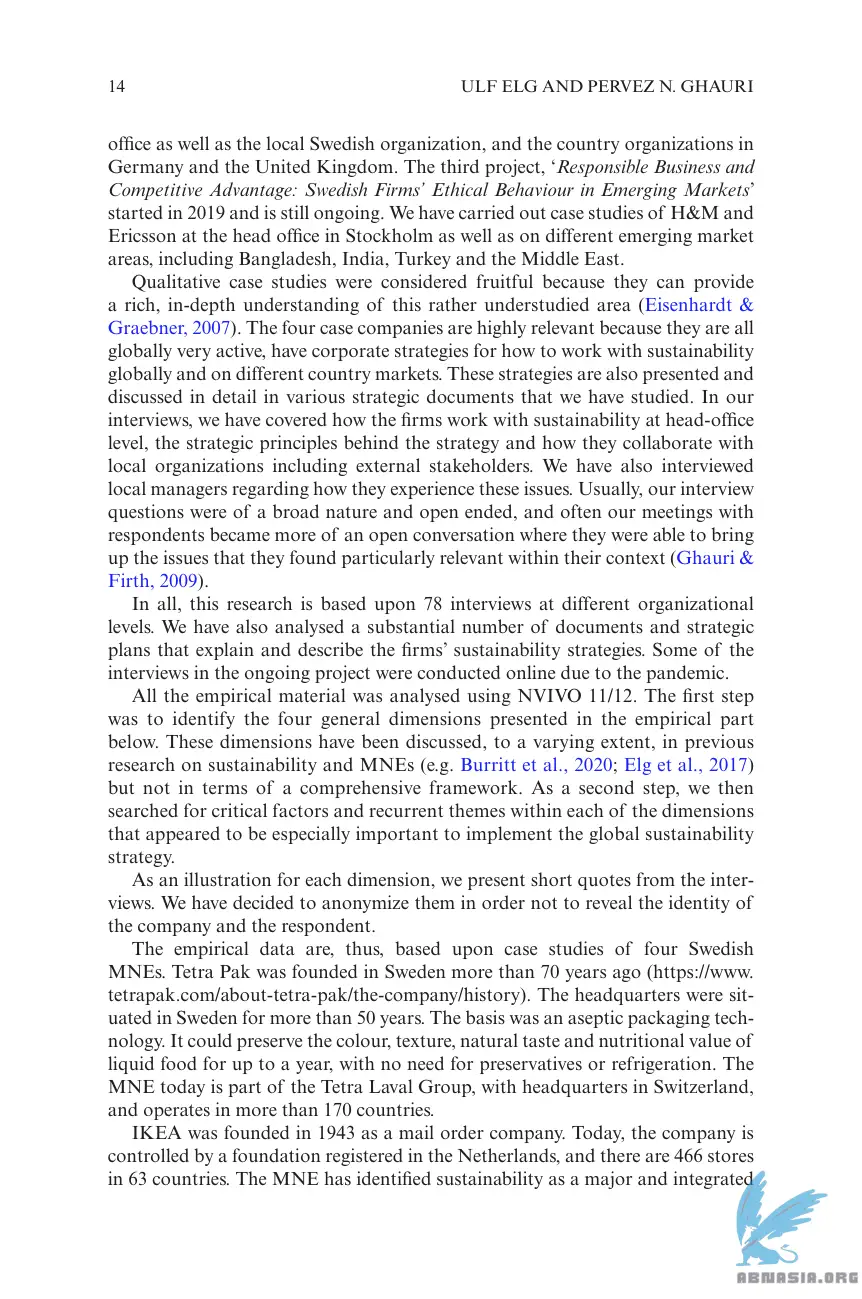 14 ULF ELG AND PERVEZ N. GHAURI
office as well as the local Swedish organization, and the country organizations in
Germany and the United Kingdom. The third project, ‘Responsible Business and
Competitive Advantage: Swedish Firms’ Ethical Behaviour in Emerging Markets’
started in 2019 and is still ongoing. We have carried out case studies of H&M and
Ericsson at the head office in Stockholm as well as on different emerging market
areas, including Bangladesh, India, Turkey and the Middle East.
Qualitative case studies were considered fruitful because they can provide
a rich, in-depth understanding of this rather understudied area (Eisenhardt &
Graebner, 2007). The four case companies are highly relevant because they are all
globally very active, have corporate strategies for how to work with sustainability
globally and on different country markets. These strategies are also presented and
discussed in detail in various strategic documents that we have studied. In our
interviews, we have covered how the firms work with sustainability at head-office
level, the strategic principles behind the strategy and how they collaborate with
local organizations including external stakeholders. We have also interviewed
local managers regarding how they experience these issues. Usually, our interview
questions were of a broad nature and open ended, and often our meetings with
respondents became more of an open conversation where they were able to bring
up the issues that they found particularly relevant within their context (Ghauri &
Firth, 2009).
In all, this research is based upon 78 interviews at different organizational
levels. We have also analysed a substantial number of documents and strategic
plans that explain and describe the firms’ sustainability strategies. Some of the
interviews in the ongoing project were conducted online due to the pandemic.
All the empirical material was analysed using NVIVO 11/12. The first step
was to identify the four general dimensions presented in the empirical part
below. These dimensions have been discussed, to a varying extent, in previous
research on sustainability and MNEs (e.g. Burritt et al., 2020; Elg et al., 2017)
but not in terms of a comprehensive framework. As a second step, we then
searched for critical factors and recurrent themes within each of the dimensions
that appeared to be especially important to implement the global sustainability
strategy.
As an illustration for each dimension, we present short quotes from the inter-
views. We have decided to anonymize them in order not to reveal the identity of
the company and the respondent.
The empirical data are, thus, based upon case studies of four Swedish
MNEs. Tetra Pak was founded in Sweden more than 70 years ago (https://www.
tetrapak.com/about-tetra-pak/the-company/history). The headquarters were sit-
uated in Sweden for more than 50 years. The basis was an aseptic packaging tech-
nology. It could preserve the colour, texture, natural taste and nutritional value of
liquid food for up to a year, with no need for preservatives or refrigeration. The
MNE today is part of the Tetra Laval Group, with headquarters in Switzerland,
and operates in more than 170 countries.
IKEA was founded in 1943 as a mail order company. Today, the company is
controlled by a foundation registered in the Netherlands, and there are 466 stores
in 63 countries. The MNE has identified sustainability as a major and integrated
ABNASIA.ORG